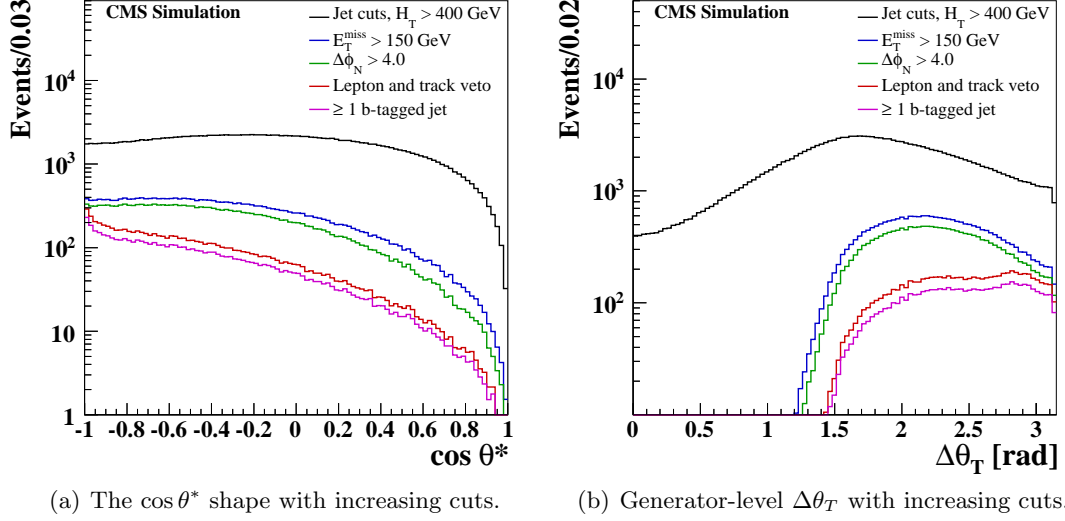 CMS Simulation
Jet cuts, H_T > 400 GeV
E_T^miss > 150 GeV
Δϕ_N > 4.0
Lepton and track veto
≥ 1 b-tagged jet
Events/0.03
10^4
10^3
10^2
10
1
-1 -0.8 -0.6 -0.4 -0.2 0 0.2 0.4 0.6 0.8 1
cos θ*
(a) The cos θ* shape with increasing cuts.
CMS Simulation
Jet cuts, H_T > 400 GeV
E_T^miss > 150 GeV
Δϕ_N > 4.0
Lepton and track veto
≥ 1 b-tagged jet
Events/0.02
10^4
10^3
10^2
0 0.5 1 1.5 2 2.5 3
Δθ_T [rad]
(b) Generator-level Δθ_T with increasing cuts.